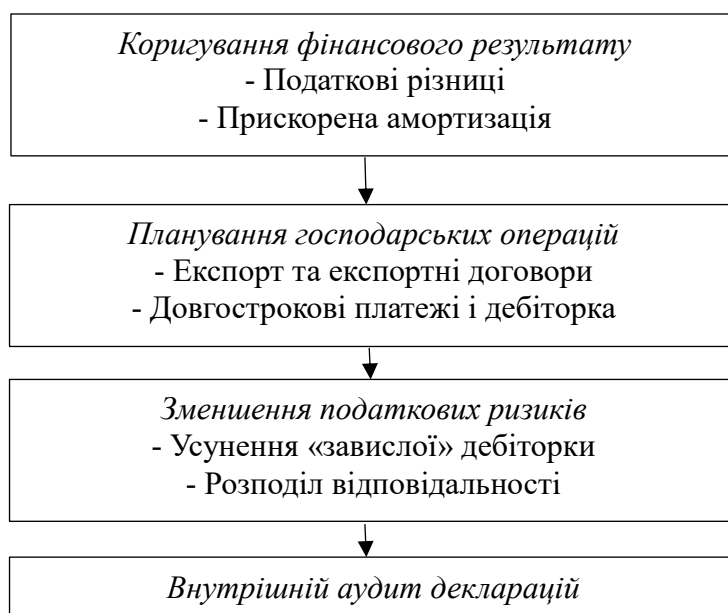 Коригування фінансового результату
- Податкові різниці
- Прискорена амортизація
Планування господарських операцій
- Експорт та експортні договори
- Довгострокові платежі і дебіторка
Зменшення податкових ризиків
- Усунення «завислої» дебіторки
- Розподіл відповідальності
Внутрішній аудит декларацій